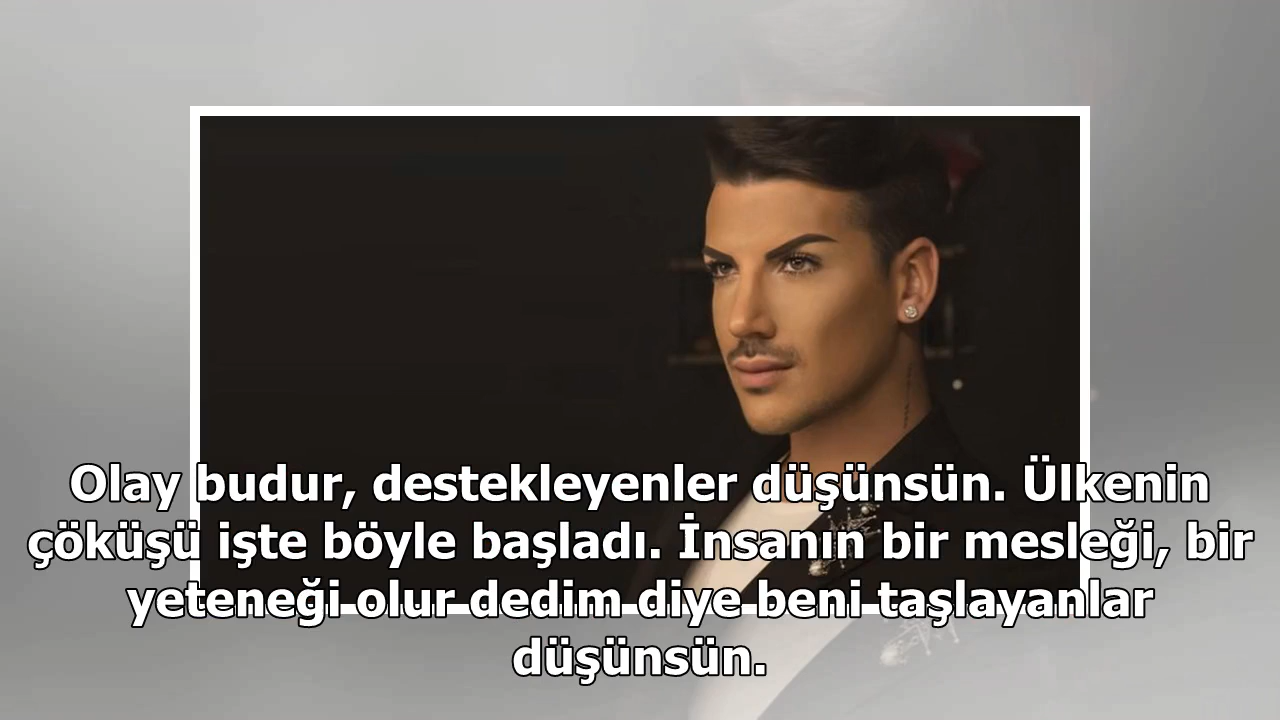 Olay budur, destekleyenler düşünsün. Ülkenin
çöküşü işte böyle başladı. İnsanın bir mesleği, bir
yeteneği olur dedim diye beni taşlayanlar
düşünsün.